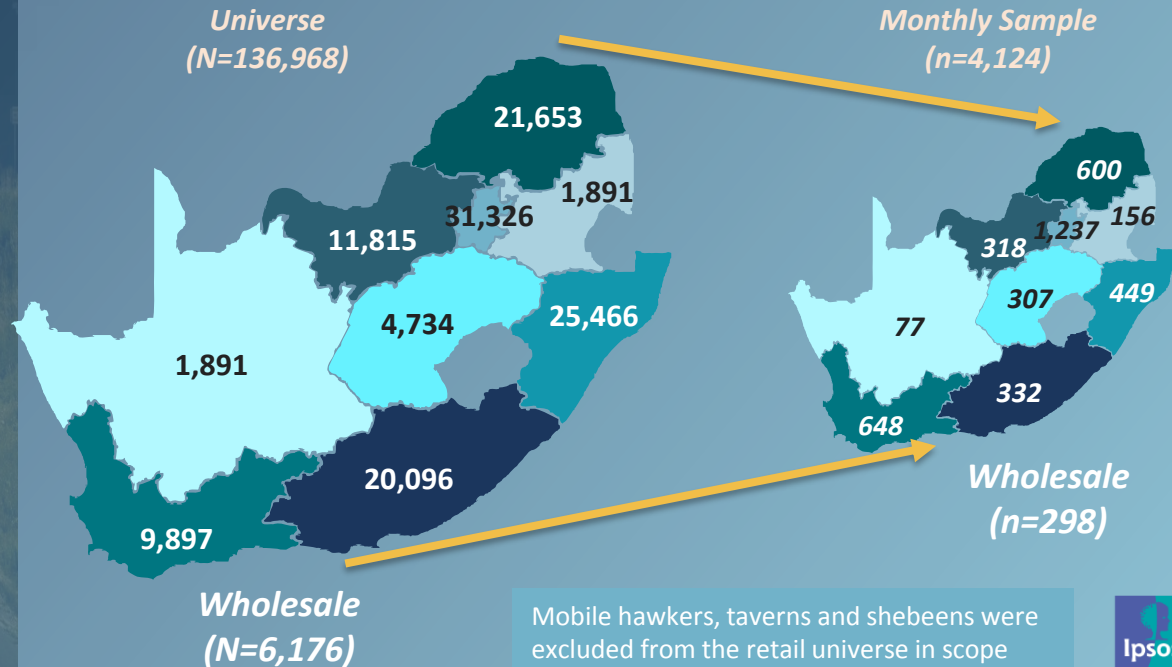 Universe
(N=136,968)
Monthly Sample
(n=4,124)
21,653
1,891
31,326
11,815
4,734
25,466
1,891
20,096
9,897
600
156
1,237
318
307
449
77
332
648
Wholesale
(n=298)
Wholesale
(N=6,176)
Mobile hawkers, taverns and shebeens were
excluded from the retail universe in scope
Ipso